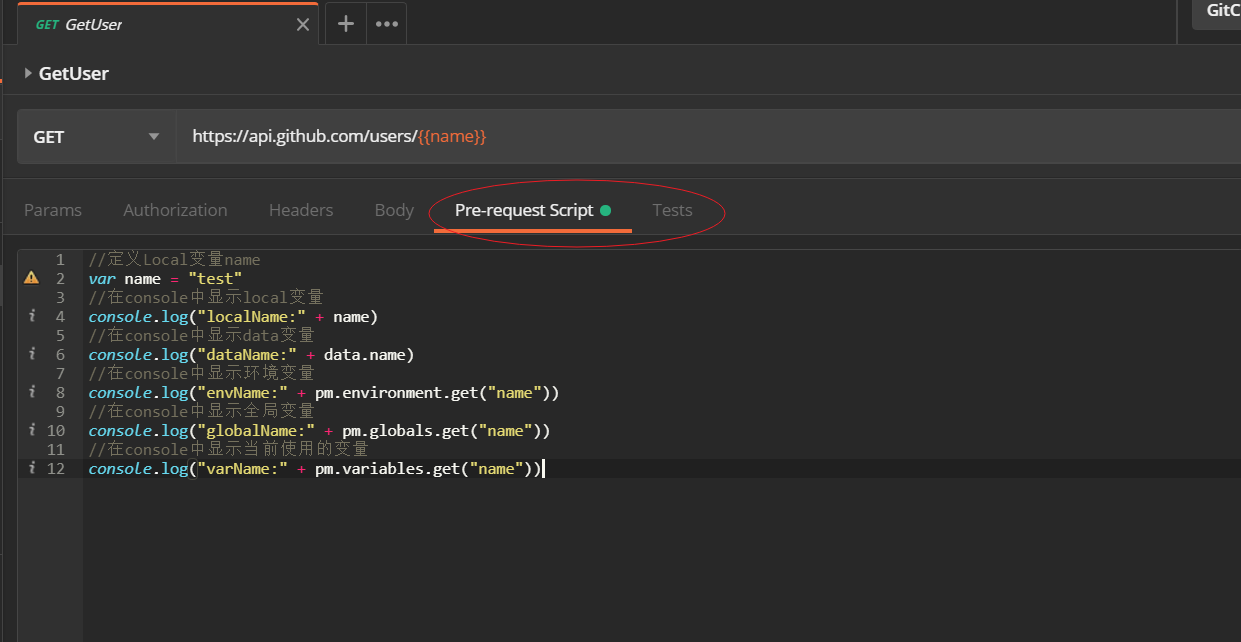 GET GetUser
GitC
GetUser
GET https://api.github.com/users/{{name}}
Params Authorization Headers Body Pre-request Script Tests
1 //定义Local变量name
2 var name = "test"
3 //在console中显示local变量
4 console.log("localName:" + name)
5 //在console中显示data变量
6 console.log("dataName:" + data.name)
7 //在console中显示环境变量
8 console.log("envName:" + pm.environment.get("name"))
9 //在console中显示全局变量
10 console.log("globalName:" + pm.globals.get("name"))
11 //在console中显示当前使用的变量
12 console.log("varName:" + pm.variables.get("name"))